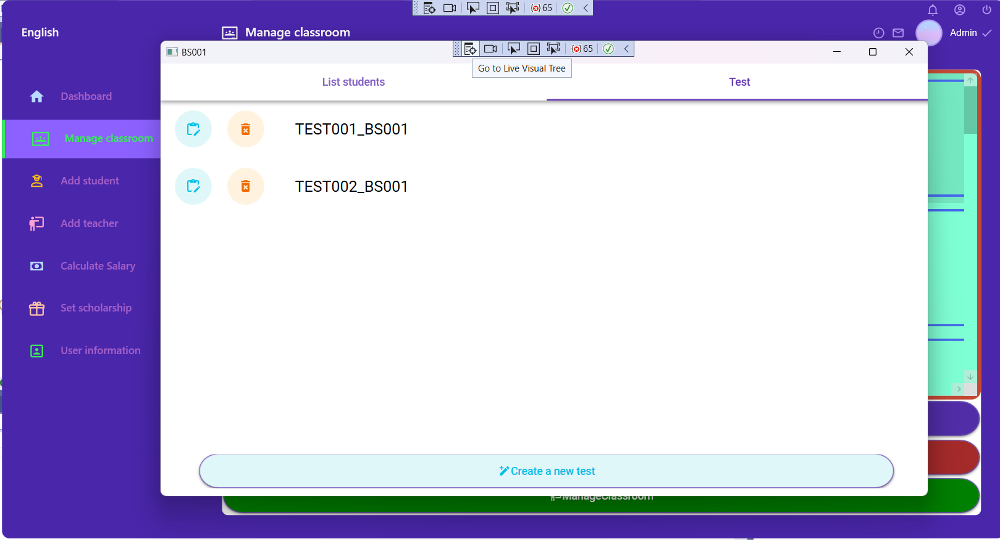 65
English
Manage classroom
Admin
BS001
65
Go to Live Visual Tree
List students
Test
Dashboard
Manage classroom
Add student
Add teacher
Calculate Salary
Set scholarship
User information
TEST001_BS001
TEST002_BS001
Create a new test
ManageClassroom